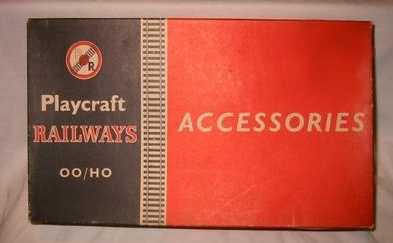 R
Playcraft
RAILWAYS
OO/HO
ACCESSORIES